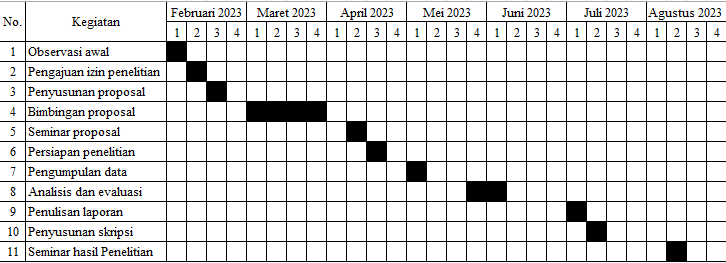 No. Kegiatan Februari 2023 Maret 2023 April 2023 Mei 2023 Juni 2023 Juli 2023 Agustus 2023
1 2 3 4 1 2 3 4 1 2 3 4 1 2 3 4 1 2 3 4 1 2 3 4 1 2 3 4
1 Observasi awal
2 Pengajuan izin penelitian
3 Penyusunan proposal
4 Bimbingan proposal
5 Seminar proposal
6 Persiapan penelitian
7 Pengumpulan data
8 Analisis dan evaluasi
9 Penulisan laporan
10 Penyusunan skripsi
11 Seminar hasil Penelitian